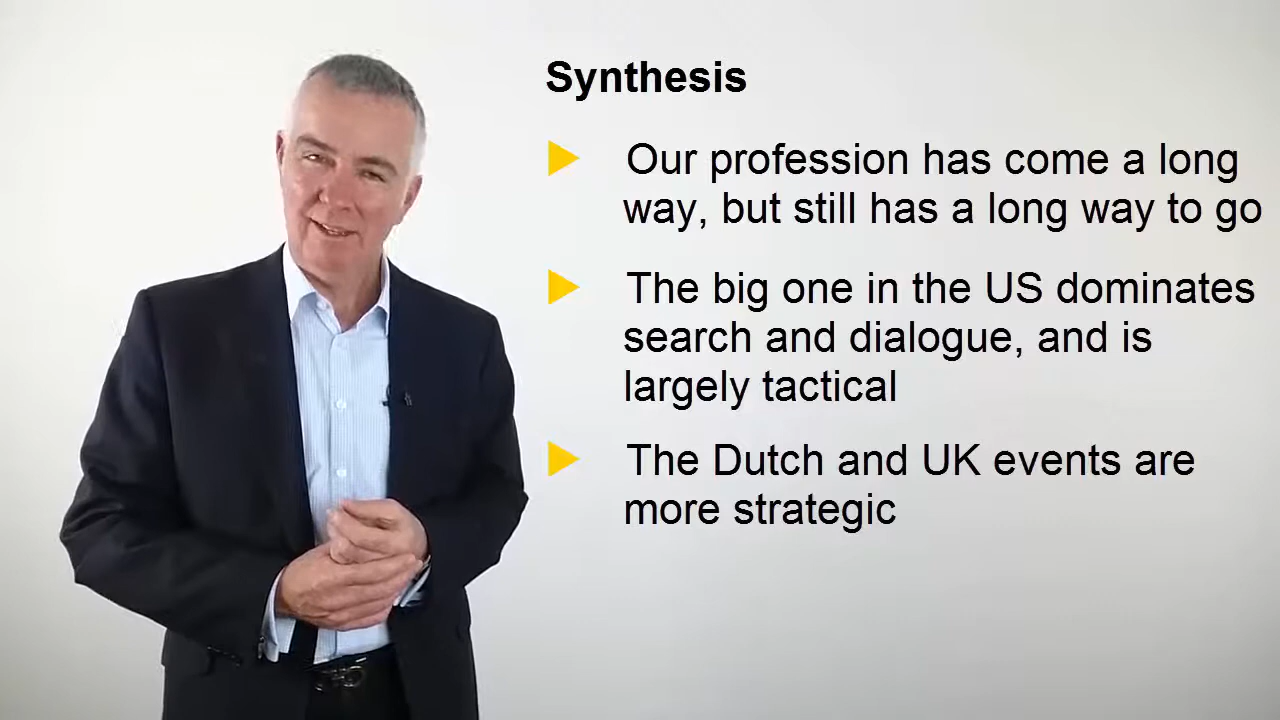 Synthesis
Our profession has come a long
way, but still has a long way to go
The big one in the US dominates
search and dialogue, and is
largely tactical
The Dutch and UK events are
more strategic